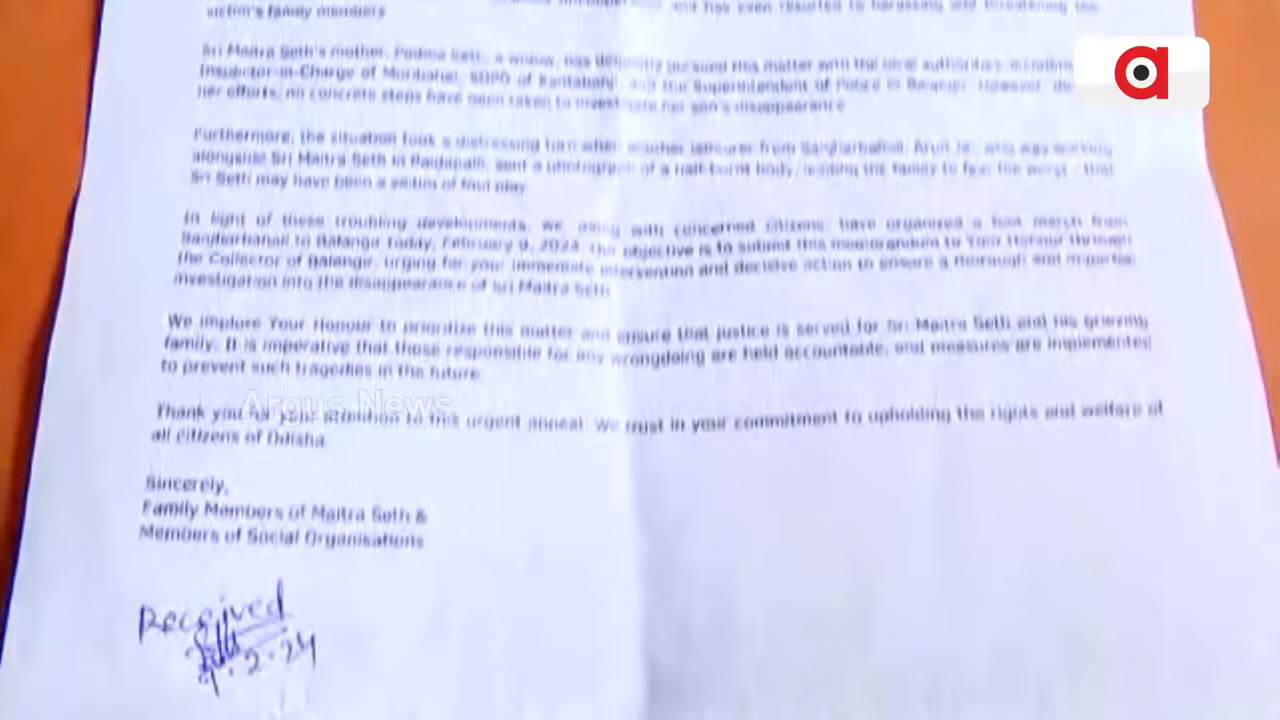 and has even resulted to harassing and threatening the
victim's family members
Sri Maitra Seth's mother, Padma Seth, a widow, has pursued this matter with the local authorities, including
Inspector-in-Charge of SDPO of Kantabanji and the Superintendent of Police in However,
her efforts, no concrete steps have been taken to investigate her son's disappearance
Furthermore, the situation took a distressing turn when another labourer from who was working
alongside Sri Maitra Seth in sent a photograph of a half-burnt body, leading the family to fear the worst - that
Sri Seth may have been a victim of foul play
In light of these troubling developments, we, along with concerned citizens, have organized a foot march from
to Balangir today, February 9, 2024. Our objective is to submit this memorandum to Your Honour through
the Collector of Balangir, urging for your immediate intervention and decisive action to ensure a thorough and impartial
investigation into the disappearance of Sri Maitra Seth
We implore Your Honour to prioritize this matter and ensure that justice is served for Sri Maitra Seth and his grieving
family. It is imperative that those responsible for any wrongdoing are held accountable, and measures are implemented
to prevent such tragedies in the future
Argus News
Thank you for your attention to this urgent appeal. We trust in your commitment to upholding the rights and welfare of
all citizens of Odisha
Sincerely,
Family Members of Maitra Seth &
Members of Social Organisations
Received
9.2.24
a